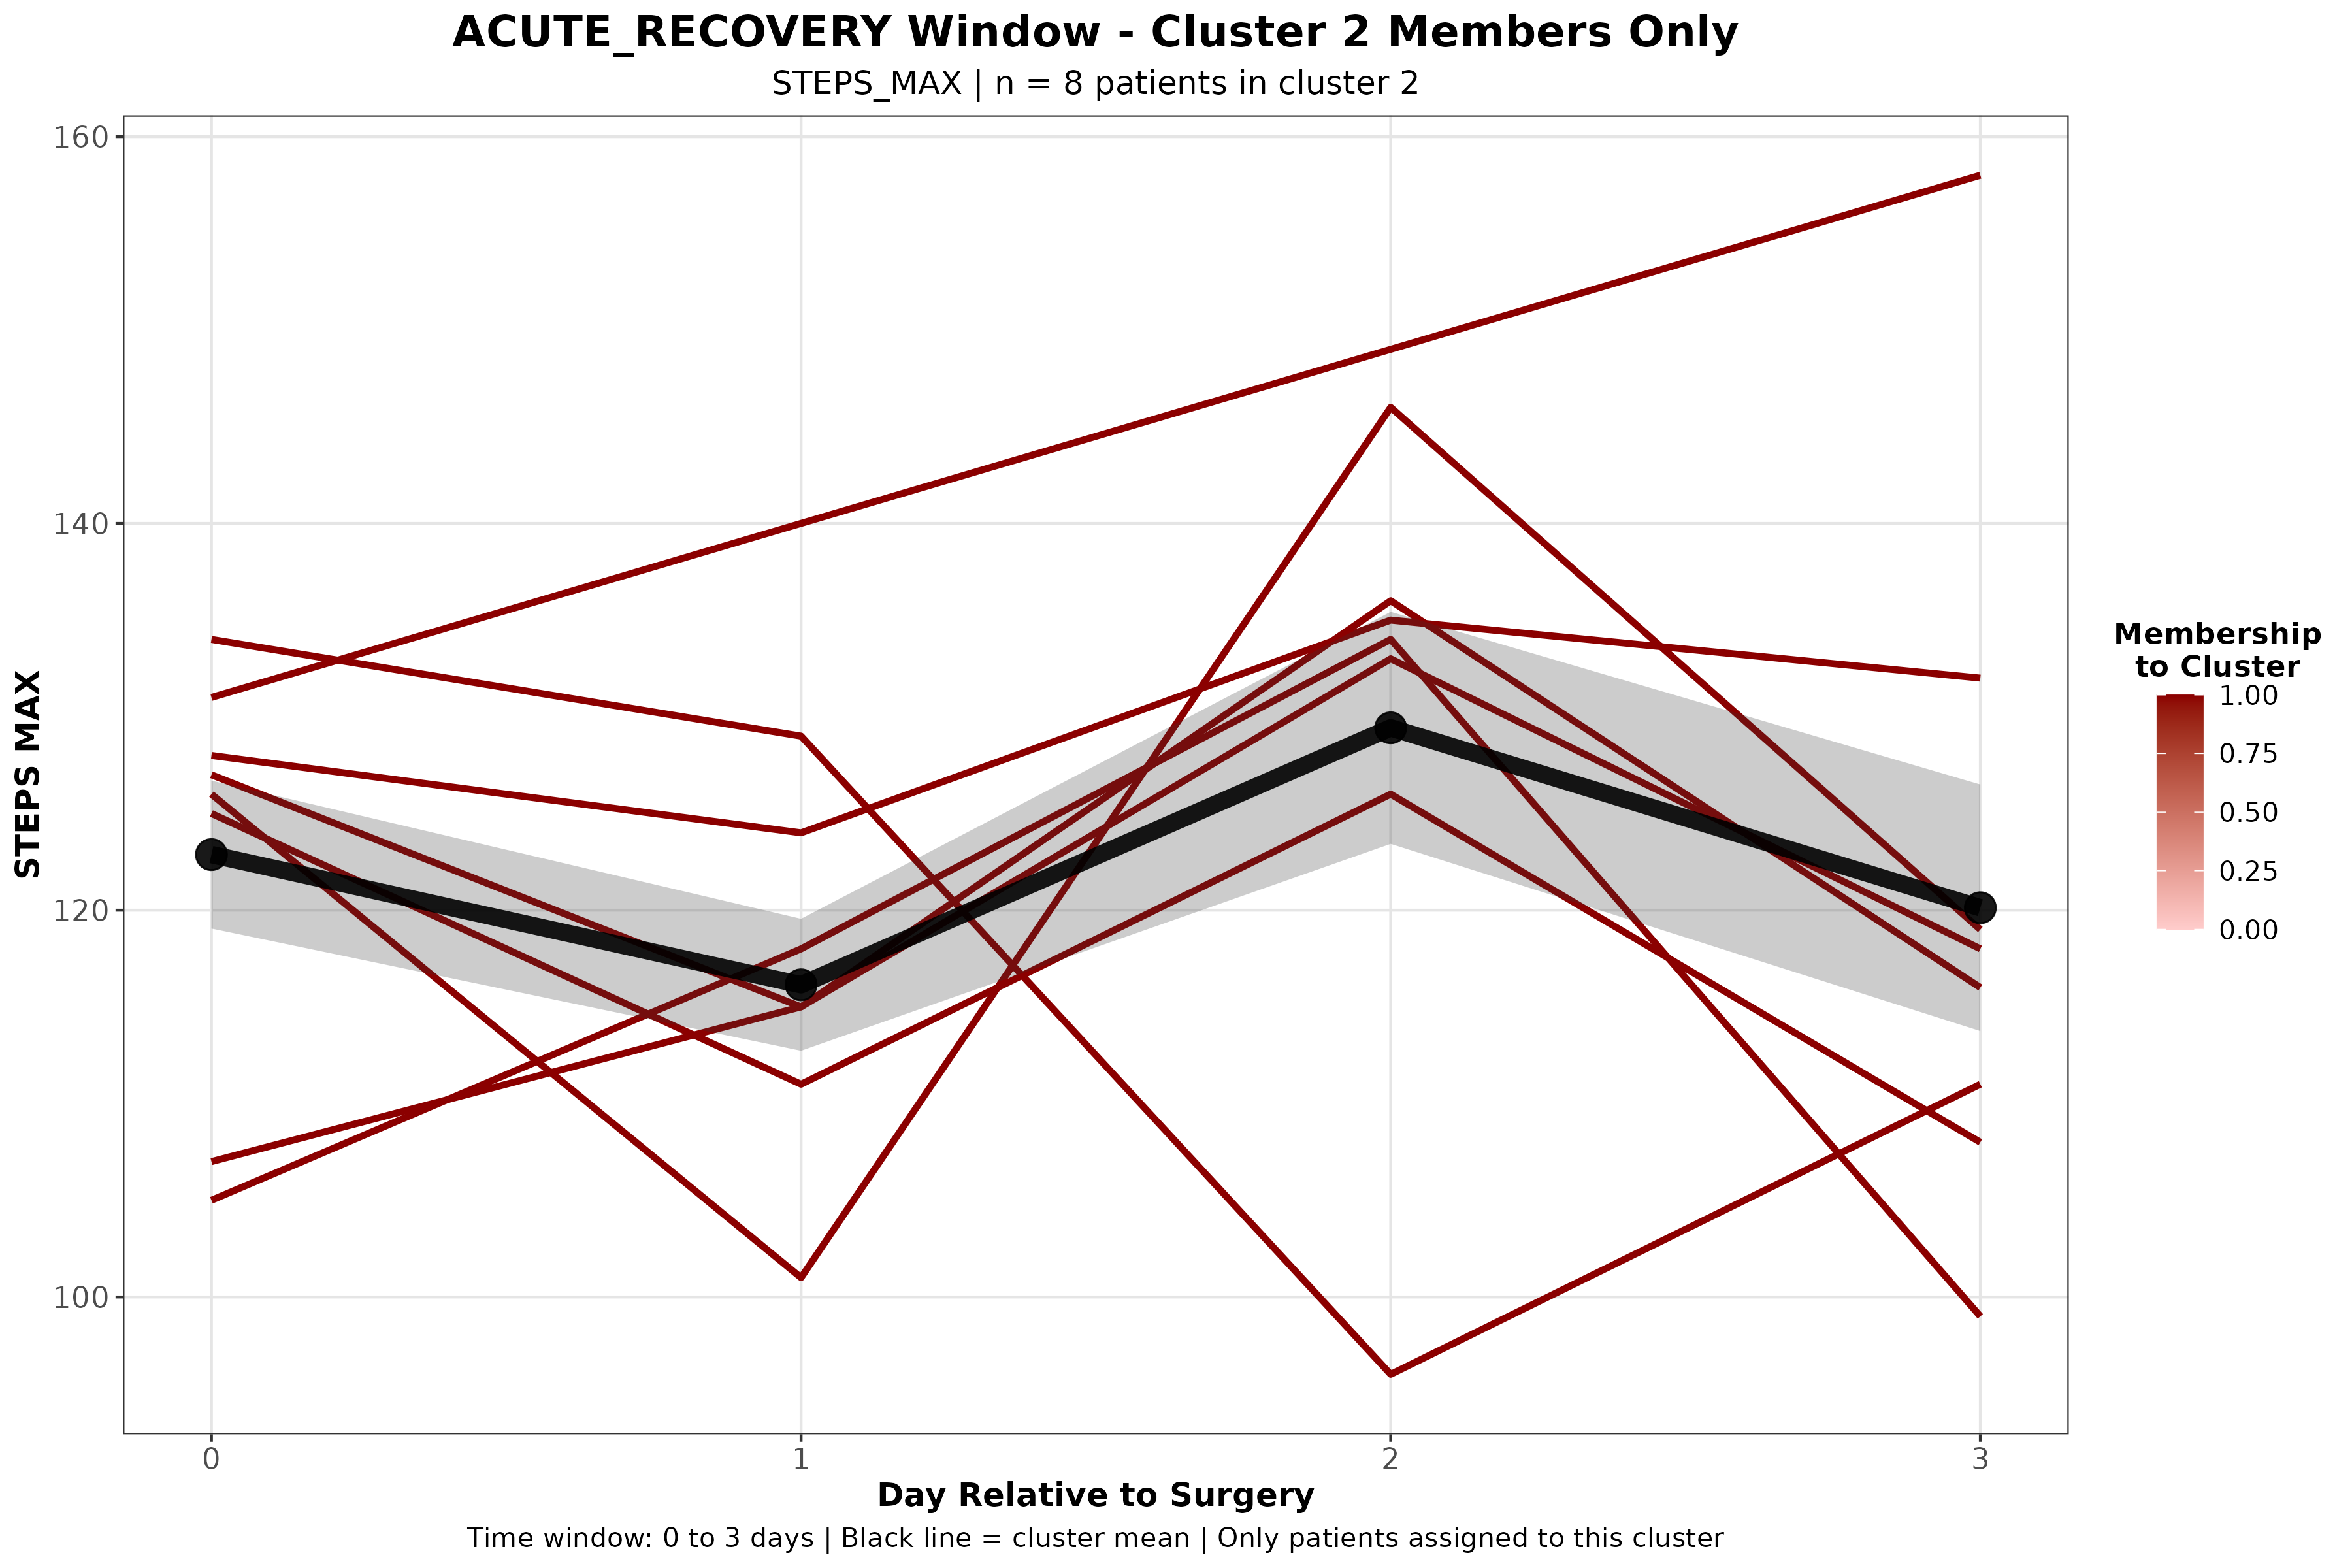 ACUTE_RECOVERY Window - Cluster 2 Members Only
STEPS_MAX | n = 8 patients in cluster 2
160
140
120
100
STEPS MAX
0 1 2 3
Day Relative to Surgery
Time window: 0 to 3 days | Black line = cluster mean | Only patients assigned to this cluster
Membership
to Cluster
1.00
0.75
0.50
0.25
0.00